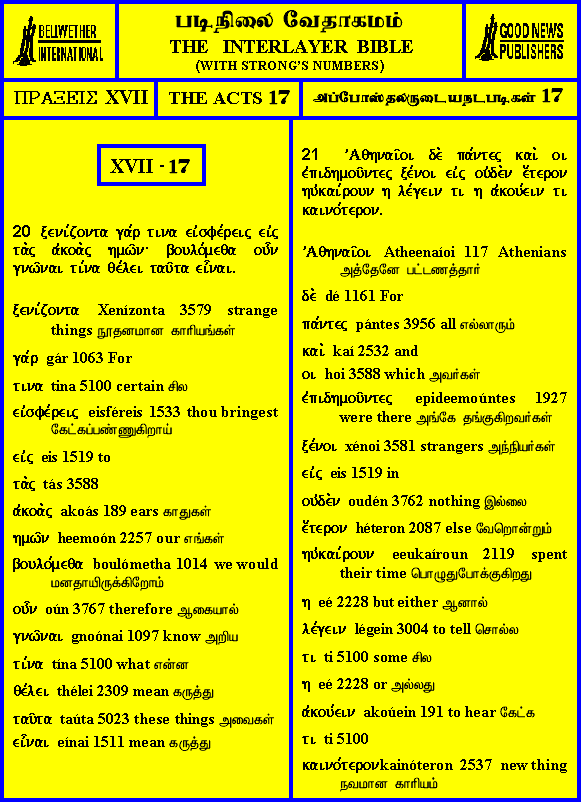 BELLWETHER
INTERNATIONAL
படிநிலை வேதாகமம்
THE INTERLAYER BIBLE
(WITH STRONG'S NUMBERS)
GOOD NEWS
PUBLISHERS
ΠΡΑΞΕΙΣ XVII
THE ACTS 17
அப்போஸ்தலருடையநடபடிகள் 17
XVII - 17
20 ξενίζοντα γάρ τινα εἰσφέρεις εἰς
τὰς ἀκοὰς ημῶν· βουλόμεθα οὖν
γνῶναι τίνα θέλει ταῦτα εἶναι.
ξενίζοντα Xenízonta 3579 strange
things நூதனமான காரியங்கள்
γάρ gár 1063 For
τινα tina 5100 certain சில
εἰσφέρεις eisféreis 1533 thou bringest
கேட்கப்பண்ணுகிறாய்
εἰς eis 1519 to
τὰς tás 3588
ἀκοὰς akoás 189 ears காதுகள்
ημῶν heemoón 2257 our எங்கள்
βουλόμεθα boulómetha 1014 we would
மனதாயிருக்கிறோம்
οὖν oún 3767 therefore ஆகையால்
γνῶναι gnoónai 1097 know அறிய
τίνα tína 5100 what என்ன
θέλει thélei 2309 mean கருத்து
ταῦτα taúta 5023 these things அவைகள்
εἶναι eínai 1511 mean கருத்து
21 Ἀθηναῖοι δὲ πάντες καὶ οι
ἐπιδημοῦντες ξένοι εἰς οὐδὲν ἕτερον
ηὐκαίρουν η λέγειν τι η ἀκούειν τι
καινότερον.
Ἀθηναῖοι Atheenaíoi 117 Athenians
அத்தேனே பட்டணத்தார்
δὲ dé 1161 For
πάντες pántes 3956 all எல்லாரும்
καὶ kaí 2532 and
οι hoi 3588 which அவர்கள்
ἐπιδημοῦντες epideemoúntes 1927
were there அங்கே தங்குகிறவர்கள்
ξένοι xénoi 3581 strangers அந்நியர்கள்
εἰς eis 1519 in
οὐδὲν oudén 3762 nothing இல்லை
ἕτερον héteron 2087 else வேறொன்றும்
ηὐκαίρουν eeukaíroun 2119 spent
their time பொழுதுபோக்குகிறது
η eé 2228 but either ஆனால்
λέγειν légein 3004 to tell சொல்ல
τι ti 5100 some சில
η eé 2228 or அல்லது
ἀκούειν akoúein 191 to hear கேட்க
τι ti 5100
καινότερονkainóteron 2537 new thing
நவமான காரியம்